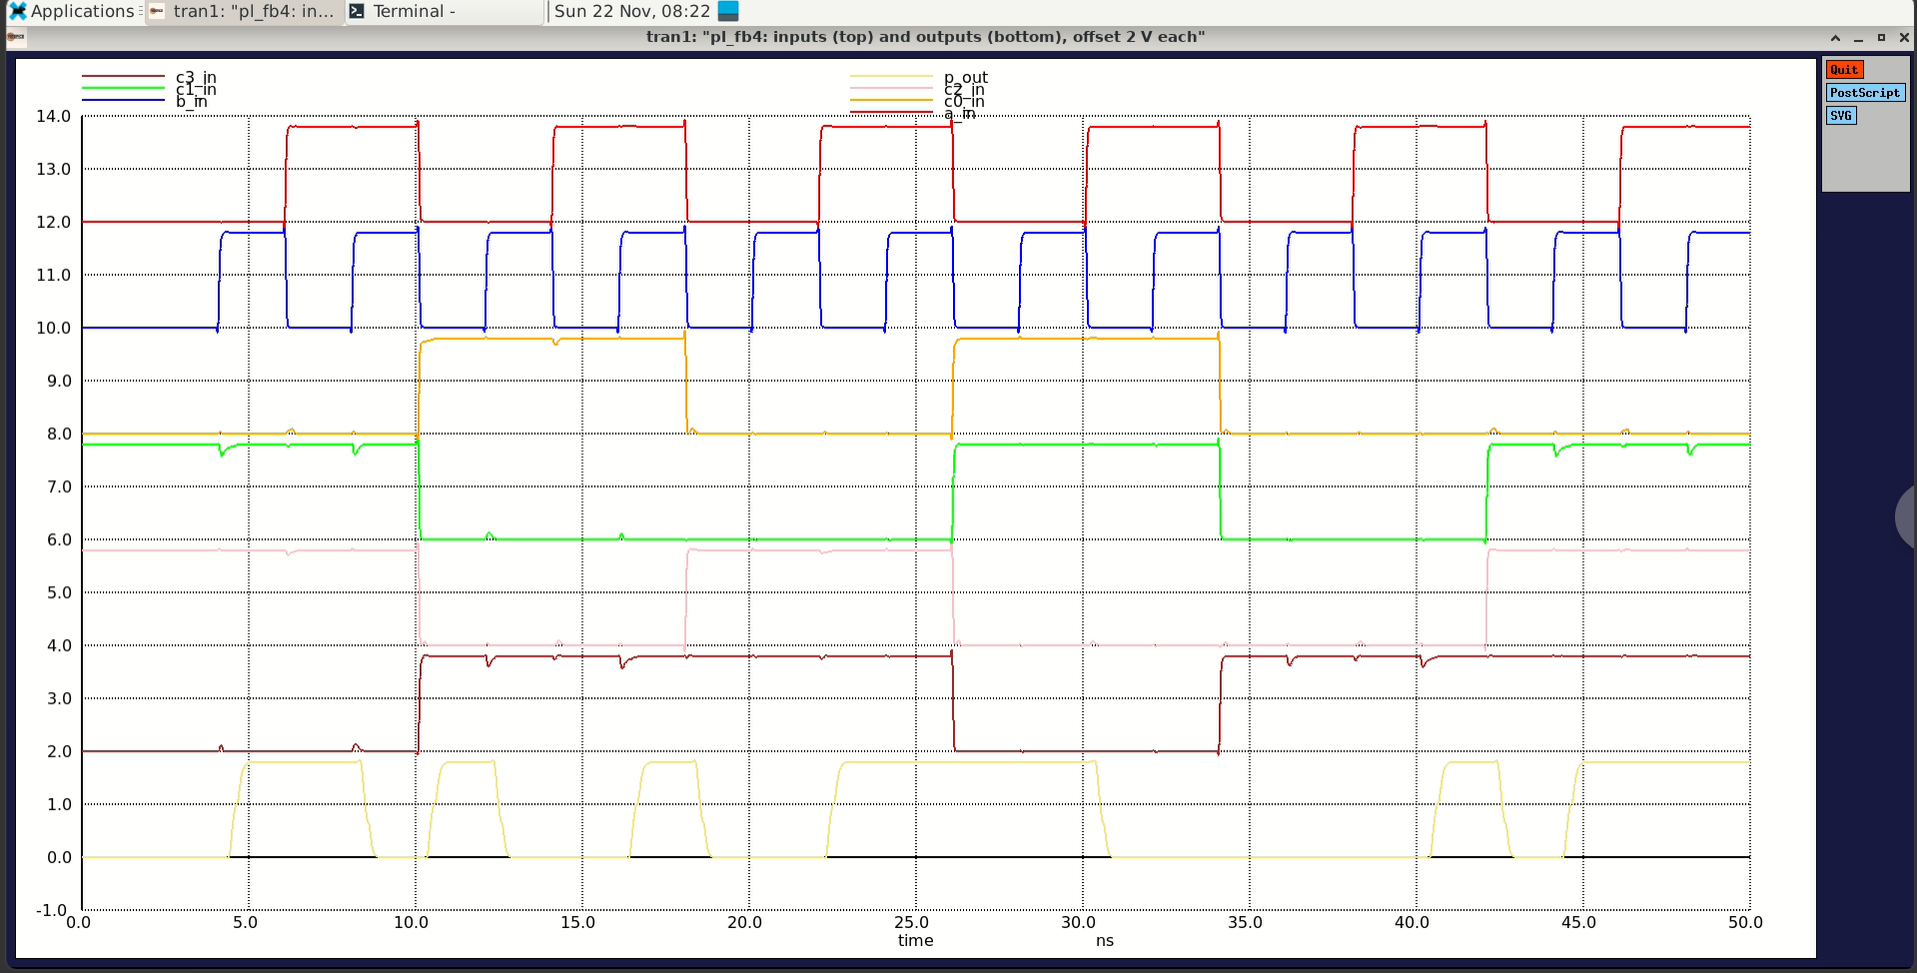 Applications
tran1: "pl_fb4: in...
Terminal -
Sun 22 Nov, 08:22
tran1: "pl_fb4: inputs (top) and outputs (bottom), offset 2 V each"
Quit
PostScript
SVG
c3_in
c1_in
b_in
p_out
c2_in
c0_in
a_in
14.0
13.0
12.0
11.0
10.0
9.0
8.0
7.0
6.0
5.0
4.0
3.0
2.0
1.0
0.0
-1.0
0.0 5.0 10.0 15.0 20.0 25.0 30.0 35.0 40.0 45.0 50.0
time ns